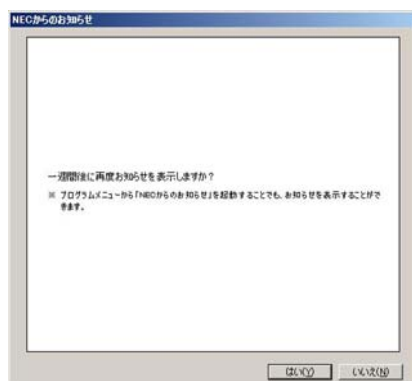 NECからのお知らせ
一週間後に再度お知らせを表示しますか？
※ プログラムメニューから「NECからのお知らせ」を起動することでも、お知らせを表示することがで
きます。
はい(Y)
いいえ(N)